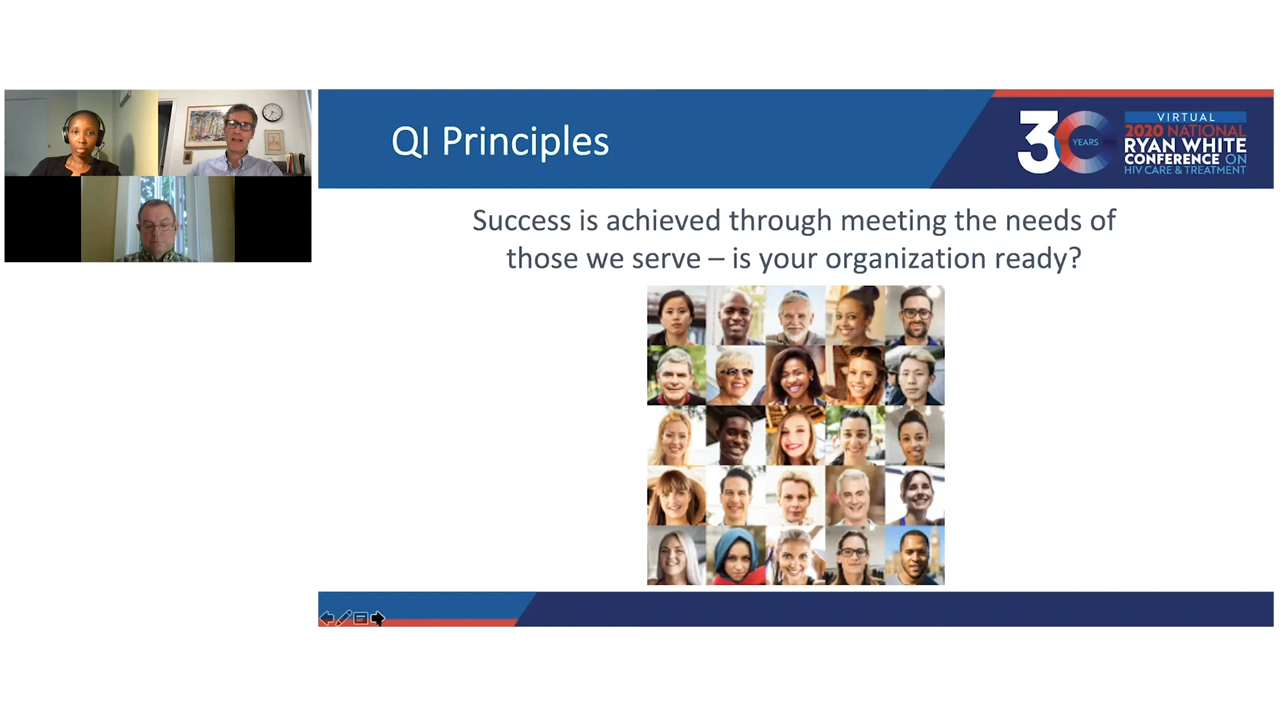 QI Principles
30
YEARS
VIRTUAL
2020 NATIONAL
RYAN WHITE
CONFERENCE ON
HIV CARE & TREATMENT
Success is achieved through meeting the needs of
those we serve – is your organization ready?